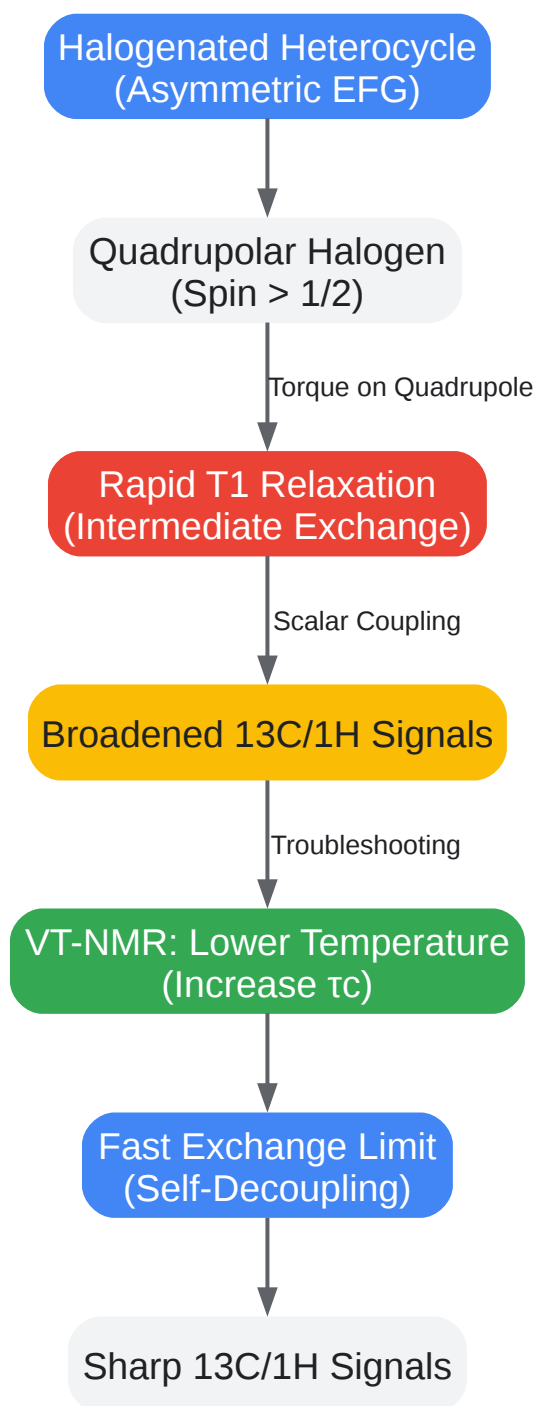 Halogenated Heterocycle
(Asymmetric EFG)
Quadrupolar Halogen
(Spin > 1/2)
Torque on Quadrupole
Rapid T1 Relaxation
(Intermediate Exchange)
Scalar Coupling
Broadened 13C/1H Signals
Troubleshooting
VT-NMR: Lower Temperature
(Increase τc)
Fast Exchange Limit
(Self-Decoupling)
Sharp 13C/1H Signals